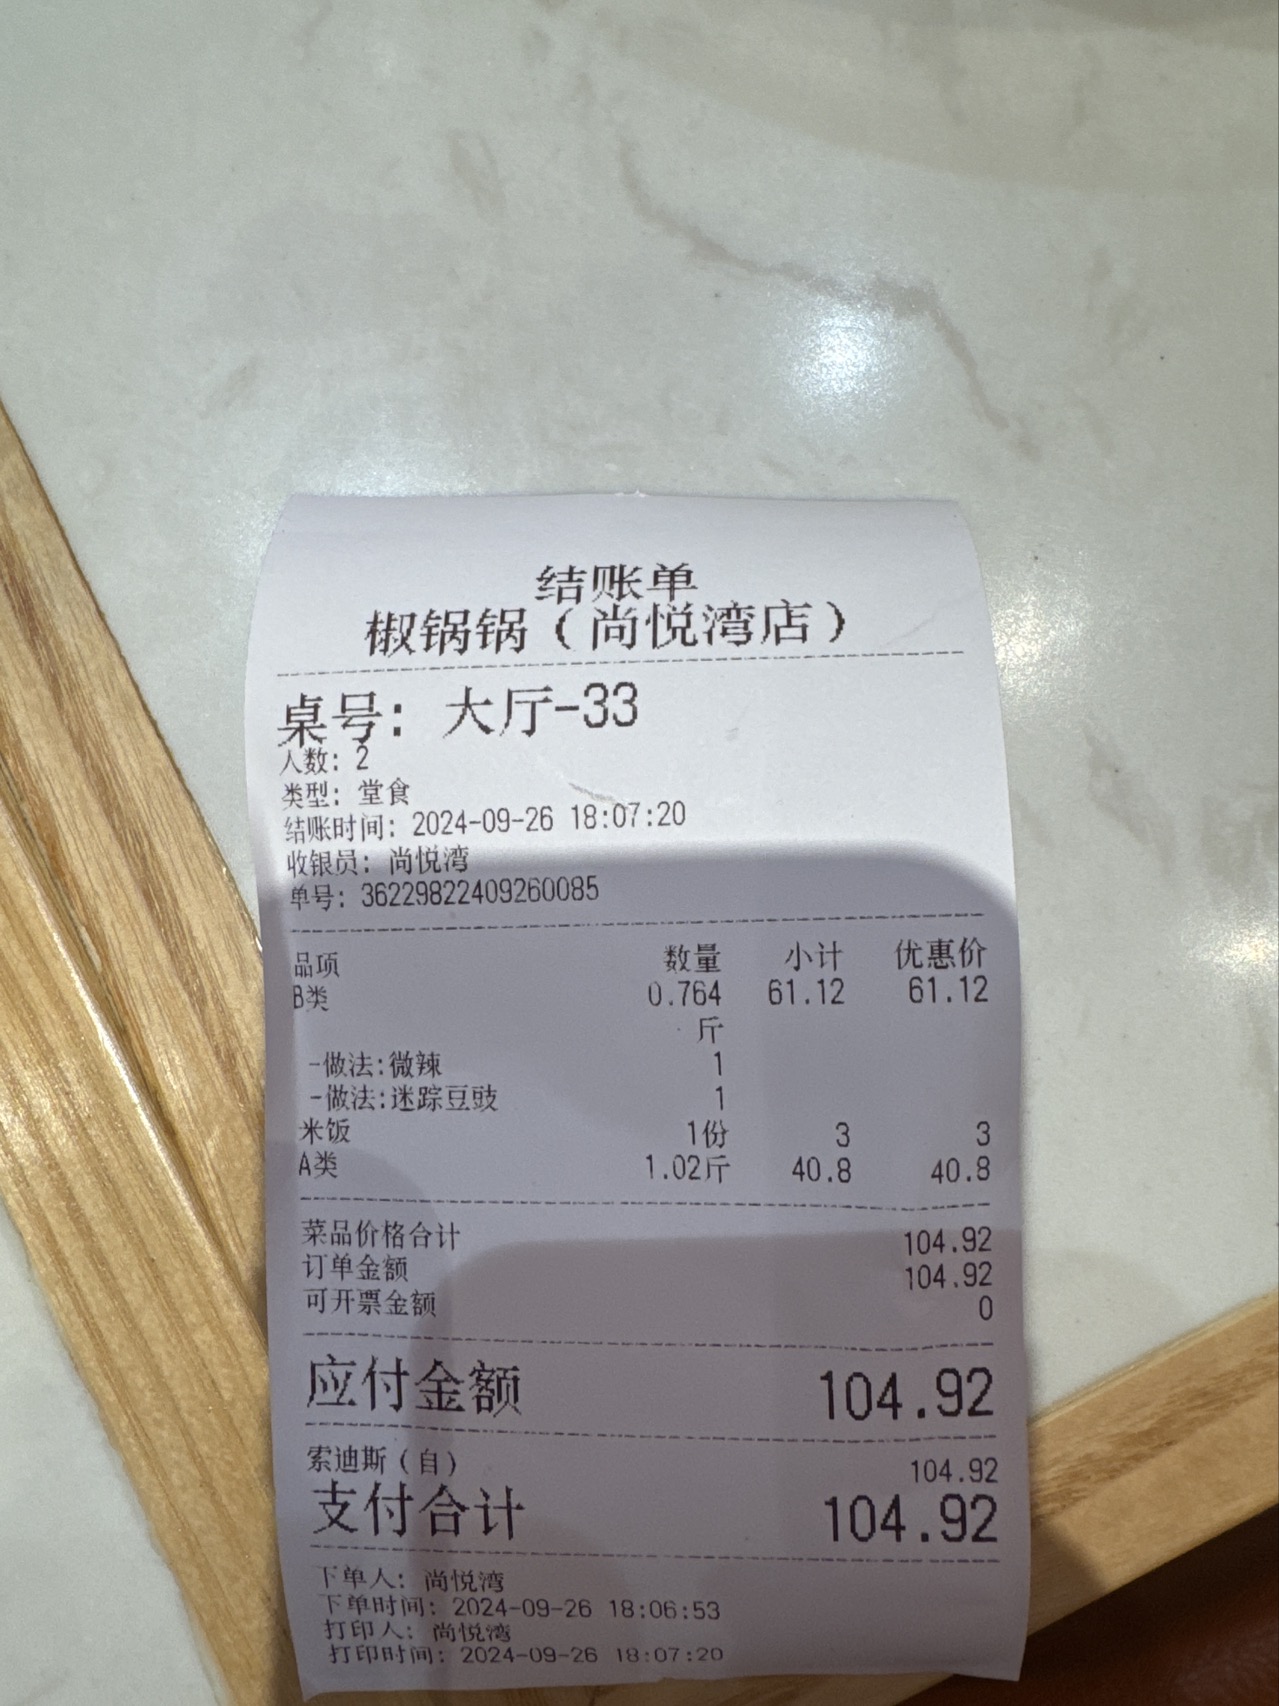 结账单
椒锅锅（尚悦湾店）
桌号：大厅-33
人数：2
类型：堂食
结账时间：2024-09-26 18:07:20
收银员：尚悦湾
单号：36229822409260085
品项 数量 小计 优惠价
B类 0.764 61.12 61.12
斤
-做法:微辣 1
-做法:迷踪豆豉 1
米饭 1份 3 3
A类 1.02斤 40.8 40.8
菜品价格合计 104.92
订单金额 104.92
可开票金额 0
应付金额 104.92
索迪斯（自） 104.92
支付合计 104.92
下单人：尚悦湾
下单时间：2024-09-26 18:06:53
打印人：尚悦湾
打印时间：2024-09-26 18:07:20